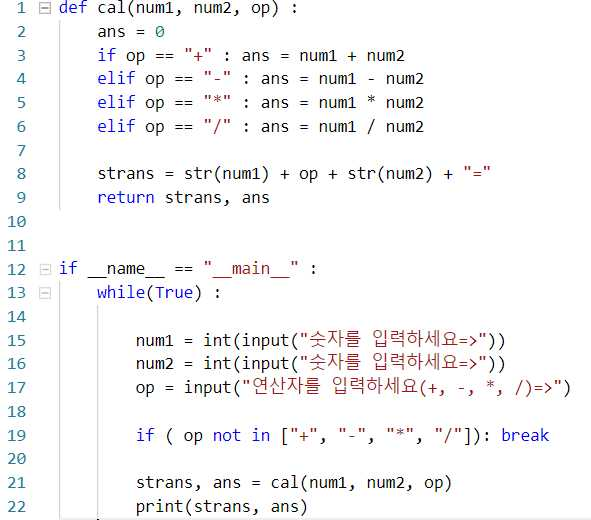 1 def cal(num1, num2, op) :
2     ans = 0
3     if op == "+" : ans = num1 + num2
4     elif op == "-" : ans = num1 - num2
5     elif op == "*" : ans = num1 * num2
6     elif op == "/" : ans = num1 / num2
7
8     strans = str(num1) + op + str(num2) + "="
9     return strans, ans
10
11
12 if __name__ == "__main__" :
13     while(True) :
14
15         num1 = int(input("숫자를 입력하세요=>"))
16         num2 = int(input("숫자를 입력하세요=>"))
17         op = input("연산자를 입력하세요(+, -, *, /)=>")
18
19         if ( op not in ["+", "-", "*", "/"]): break
20
21         strans, ans = cal(num1, num2, op)
22         print(strans, ans)